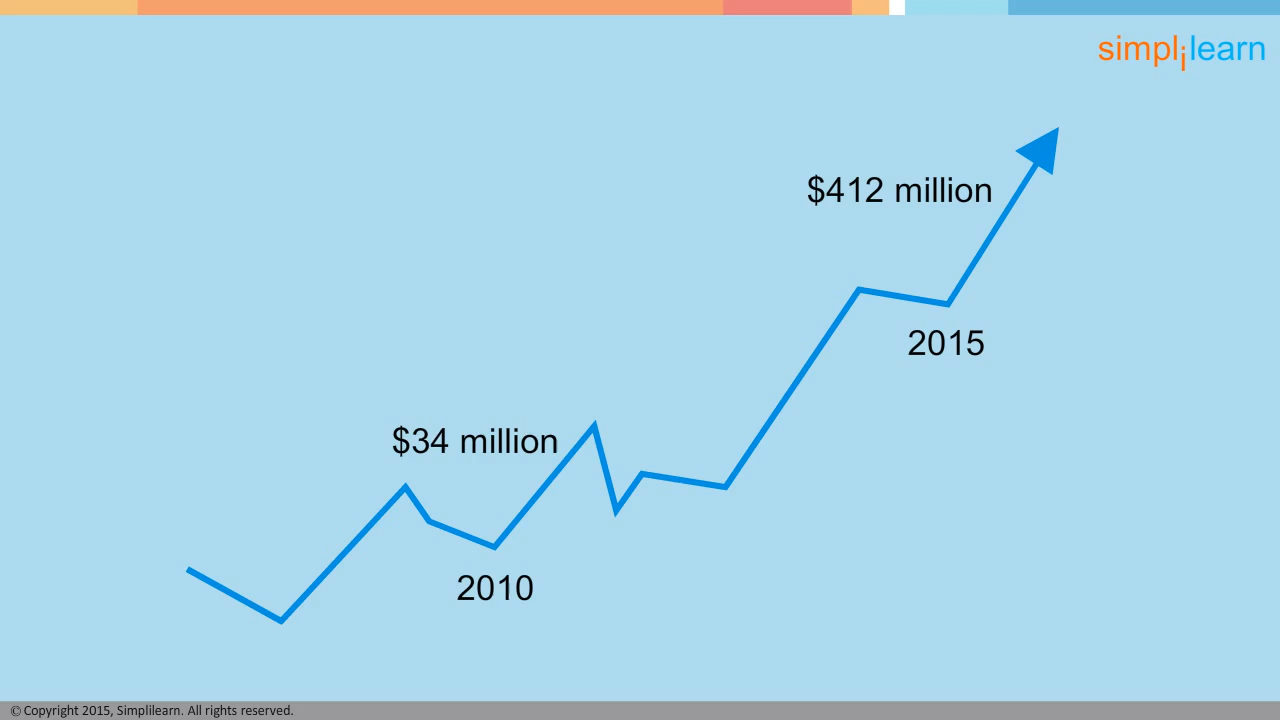 simplilearn
$412 million
2015
$34 million
2010
© Copyright 2015, Simplilearn. All rights reserved.